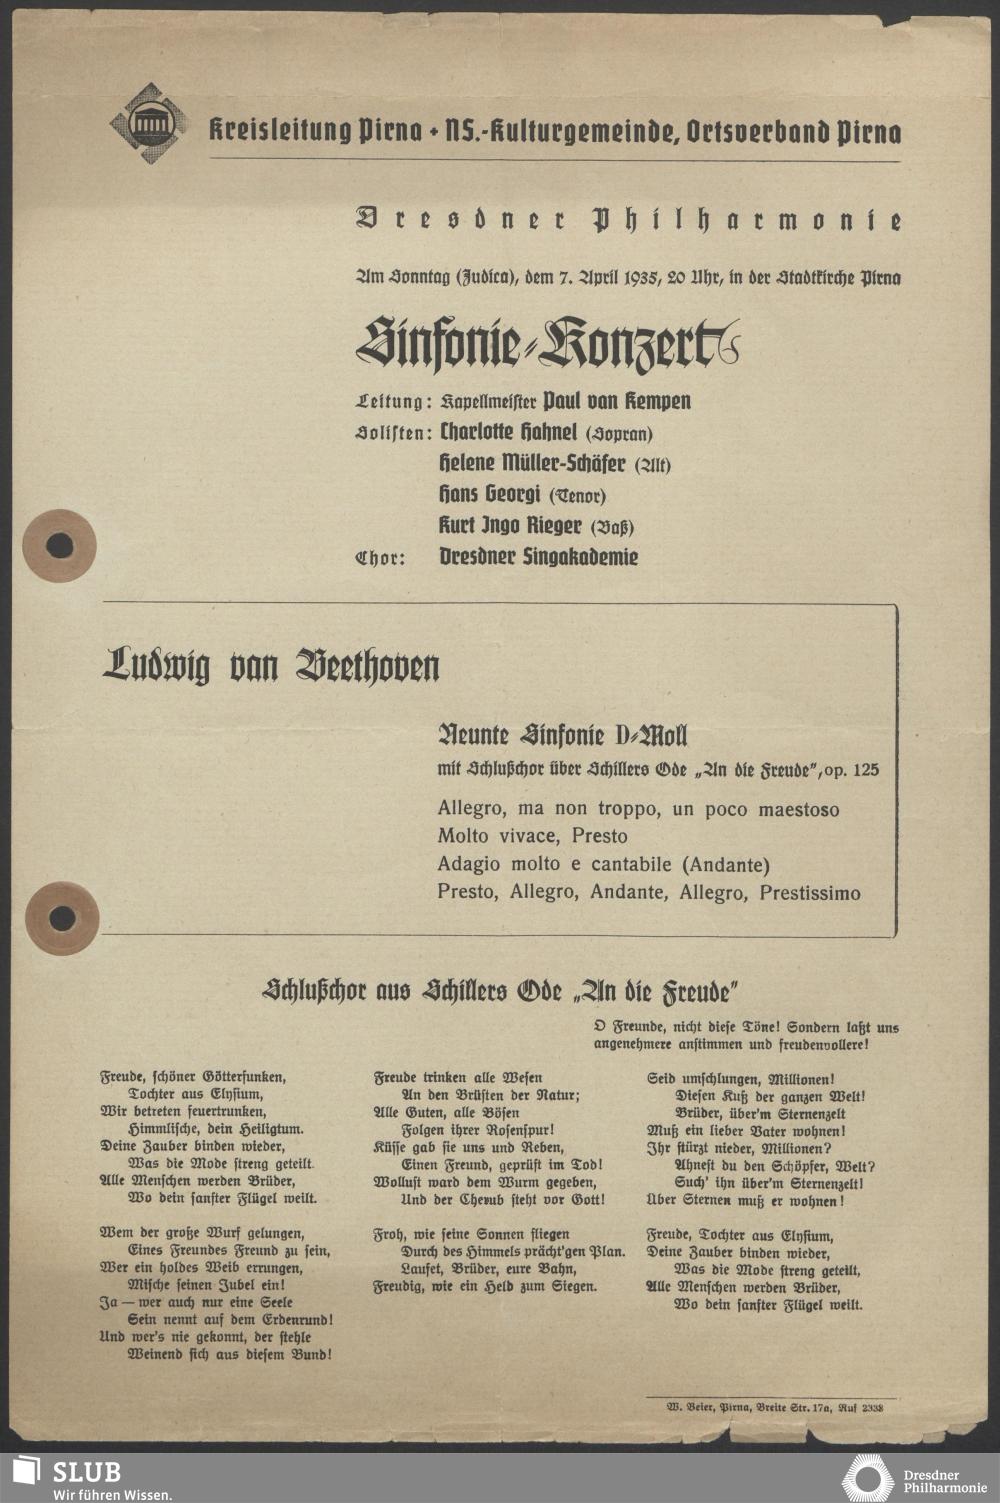 Kreisleitung Pirna + NS.-Kulturgemeinde, Ortsverband Pirna
Dresdner Philharmonie
Am Sonntag (Judica), dem 7. April 1935, 20 Uhr, in der Stadtkirche Pirna
Sinfonie-Konzert
Leitung: Kapellmeister Paul van Kempen
Solisten: Charlotte Hahnel (Sopran)
Helene Müller-Schäfer (Alt)
Hans Georgi (Tenor)
Kurt Ingo Rieger (Baß)
Chor: Dresdner Singakademie
Ludwig van Beethoven
Neunte Sinfonie D-Moll
mit Schlußchor über Schillers Ode „An die Freude“, op. 125
Allegro, ma non troppo, un poco maestoso
Molto vivace, Presto
Adagio molto e cantabile (Andante)
Presto, Allegro, Andante, Allegro, Prestissimo
Schlußchor aus Schillers Ode „An die Freude“
O Freunde, nicht diese Töne! Sondern laßt uns
angenehmere anstimmen und freudenvollere!
Freude, schöner Götterfunken,
Tochter aus Elysium,
Wir betreten feuertrunken,
Himmlische, dein Heiligtum.
Deine Zauber binden wieder,
Was die Mode streng geteilt.
Alle Menschen werden Brüder,
Wo dein sanfter Flügel weilt.
Wem der große Wurf gelungen,
Eines Freundes Freund zu sein,
Wer ein holdes Weib errungen,
Mische seinen Jubel ein!
Ja — wer auch nur eine Seele
Sein nennt auf dem Erdenrund!
Und wer's nie gekonnt, der stehle
Weinend sich aus diesem Bund!
Freude trinken alle Wesen
An den Brüsten der Natur;
Alle Guten, alle Bösen
Folgen ihrer Rosenspur!
Küsse gab sie uns und Reben,
Einen Freund, geprüft im Tod!
Wollust ward dem Wurm gegeben,
Und der Cherub steht vor Gott!
Froh, wie seine Sonnen fliegen
Durch des Himmels prächt'gen Plan.
Laufet, Brüder, eure Bahn,
Freudig, wie ein Held zum Siegen.
Seid umschlungen, Millionen!
Diesen Kuß der ganzen Welt!
Brüder, über'm Sternenzelt
Muß ein lieber Vater wohnen!
Ihr stürzt nieder, Millionen?
Ahnest du den Schöpfer, Welt?
Such' ihn über'm Sternenzelt!
Über Sternen muß er wohnen!
Freude, Tochter aus Elysium,
Deine Zauber binden wieder,
Was die Mode streng geteilt,
Alle Menschen werden Brüder,
Wo dein sanfter Flügel weilt.
W. Beier, Pirna, Breite Str. 17a, Ruf 2338
SLUB
Wir führen Wissen.
Dresdner
Philharmonie